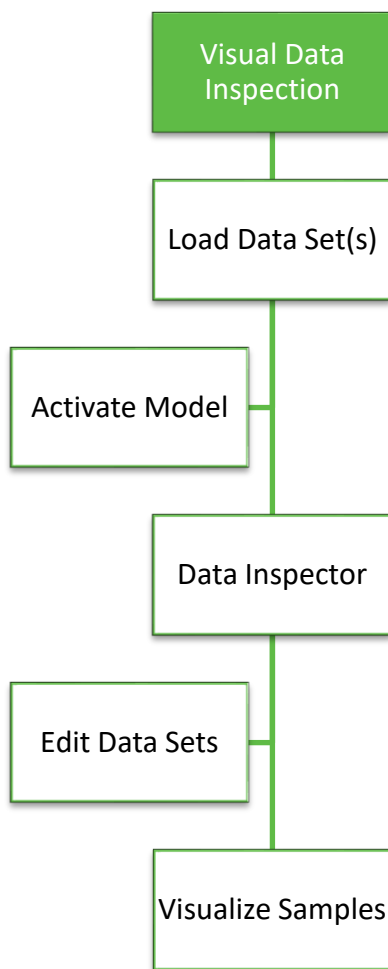 Visual Data
Inspection
Load Data Set(s)
Activate Model
Data Inspector
Edit Data Sets
Visualize Samples